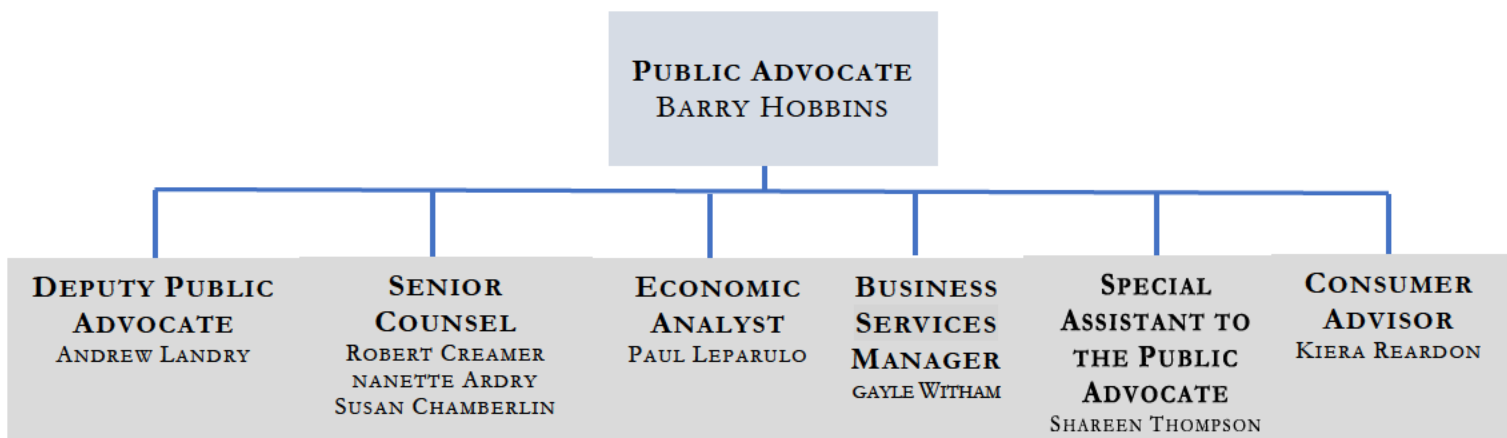 PUBLIC ADVOCATE
BARRY HOBBINS
DEPUTY PUBLIC
ADVOCATE
ANDREW LANDRY
SENIOR
COUNSEL
ROBERT CREAMER
NANETTE ARDRY
SUSAN CHAMBERLIN
ECONOMIC
ANALYST
PAUL LEPARULO
BUSINESS
SERVICES
MANAGER
GAYLE WITHAM
SPECIAL
ASSISTANT TO
THE PUBLIC
ADVOCATE
SHAREEN THOMPSON
CONSUMER
ADVISOR
KIERA REARDON